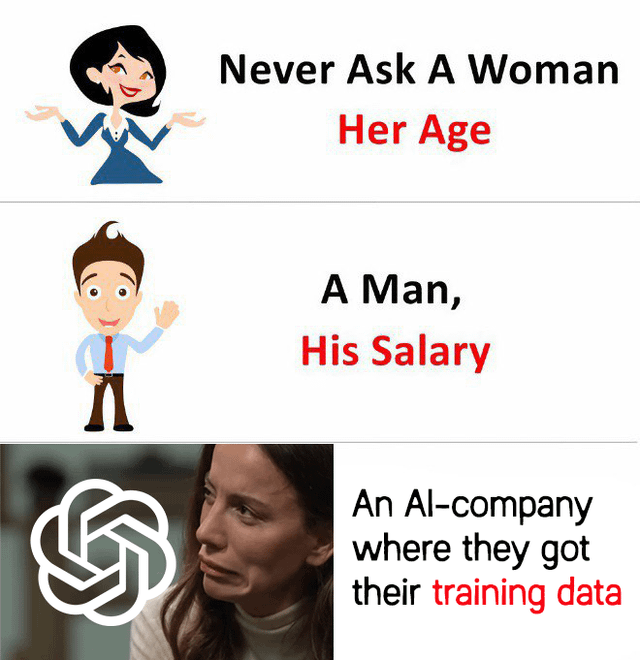 Never Ask A Woman
Her Age
A Man,
His Salary
An AI-company
where they got
their training data